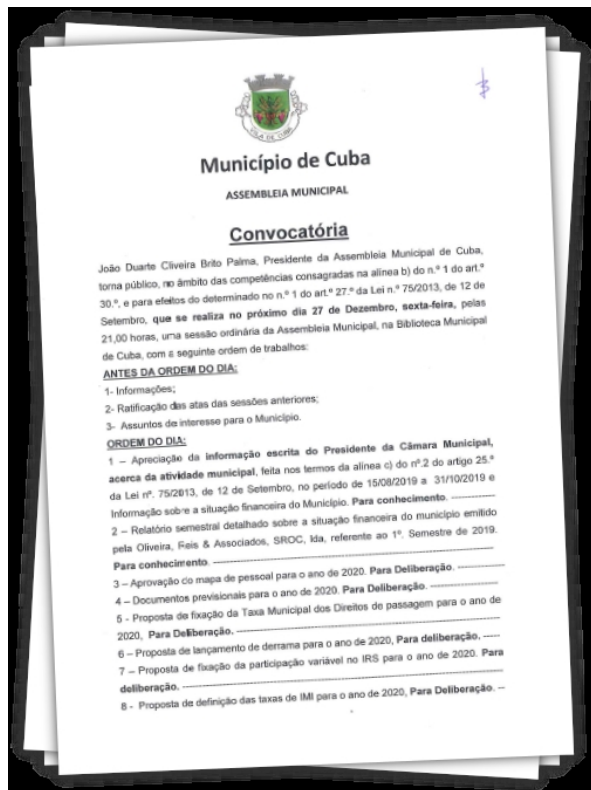 VILA DE CUBA
Município de Cuba
ASSEMBLEIA MUNICIPAL
Convocatória
João Duarte Cliveira Brito Palma, Presidente da Assembleia Municipal de Cuba,
torna público, no âmbito das competências consagradas na alínea b) do n.º 1 do art.º
30.º, e para efeitos do determinado no n.º 1 do art.º 27.º da Lei n.º 75/2013, de 12 de
Setembro, que se realiza no próximo dia 27 de Dezembro, sexta-feira, pelas
21,00 horas, uma sessão ordinária da Assembleia Municipal, na Biblioteca Municipal
de Cuba, com a seguinte ordem de trabalhos:
ANTES DA ORDEM DO DIA:
1- Informações;
2- Ratificação das atas das sessões anteriores;
3- Assuntos de interesse para o Município.
ORDEM DO DIA:
1 – Apreciação da informação escrita do Presidente da Câmara Municipal,
acerca da atividade municipal, feita nos termos da alínea c) do nº.2 do artigo 25.º
da Lei nº. 75/2013, de 12 de Setembro, no período de 15/08/2019 a 31/10/2019 e
Informação sobre a situação financeira do Município. Para conhecimento. -----------
2 – Relatório semestral detalhado sobre a situação financeira do município emitido
pela Oliveira, Reis & Associados, SROC, lda, referente ao 1º. Semestre de 2019.
Para conhecimento. ----------------------------------------------------------------------
3 – Aprovação do mapa de pessoal para o ano de 2020. Para Deliberação. ------------
4 – Documentos previsionais para o ano de 2020. Para Deliberação. -----------------
5 - Proposta de fixação da Taxa Municipal dos Direitos de passagem para o ano de
2020, Para Deliberação. -----------------------------------------------------------------
6 – Proposta de lançamento de derrama para o ano de 2020, Para deliberação. -----
7 – Proposta de fixação da participação variável no IRS para o ano de 2020. Para
deliberação. -----------------------------------------------------------------------------
8 - Proposta de definição das taxas de IMI para o ano de 2020, Para Deliberação. --